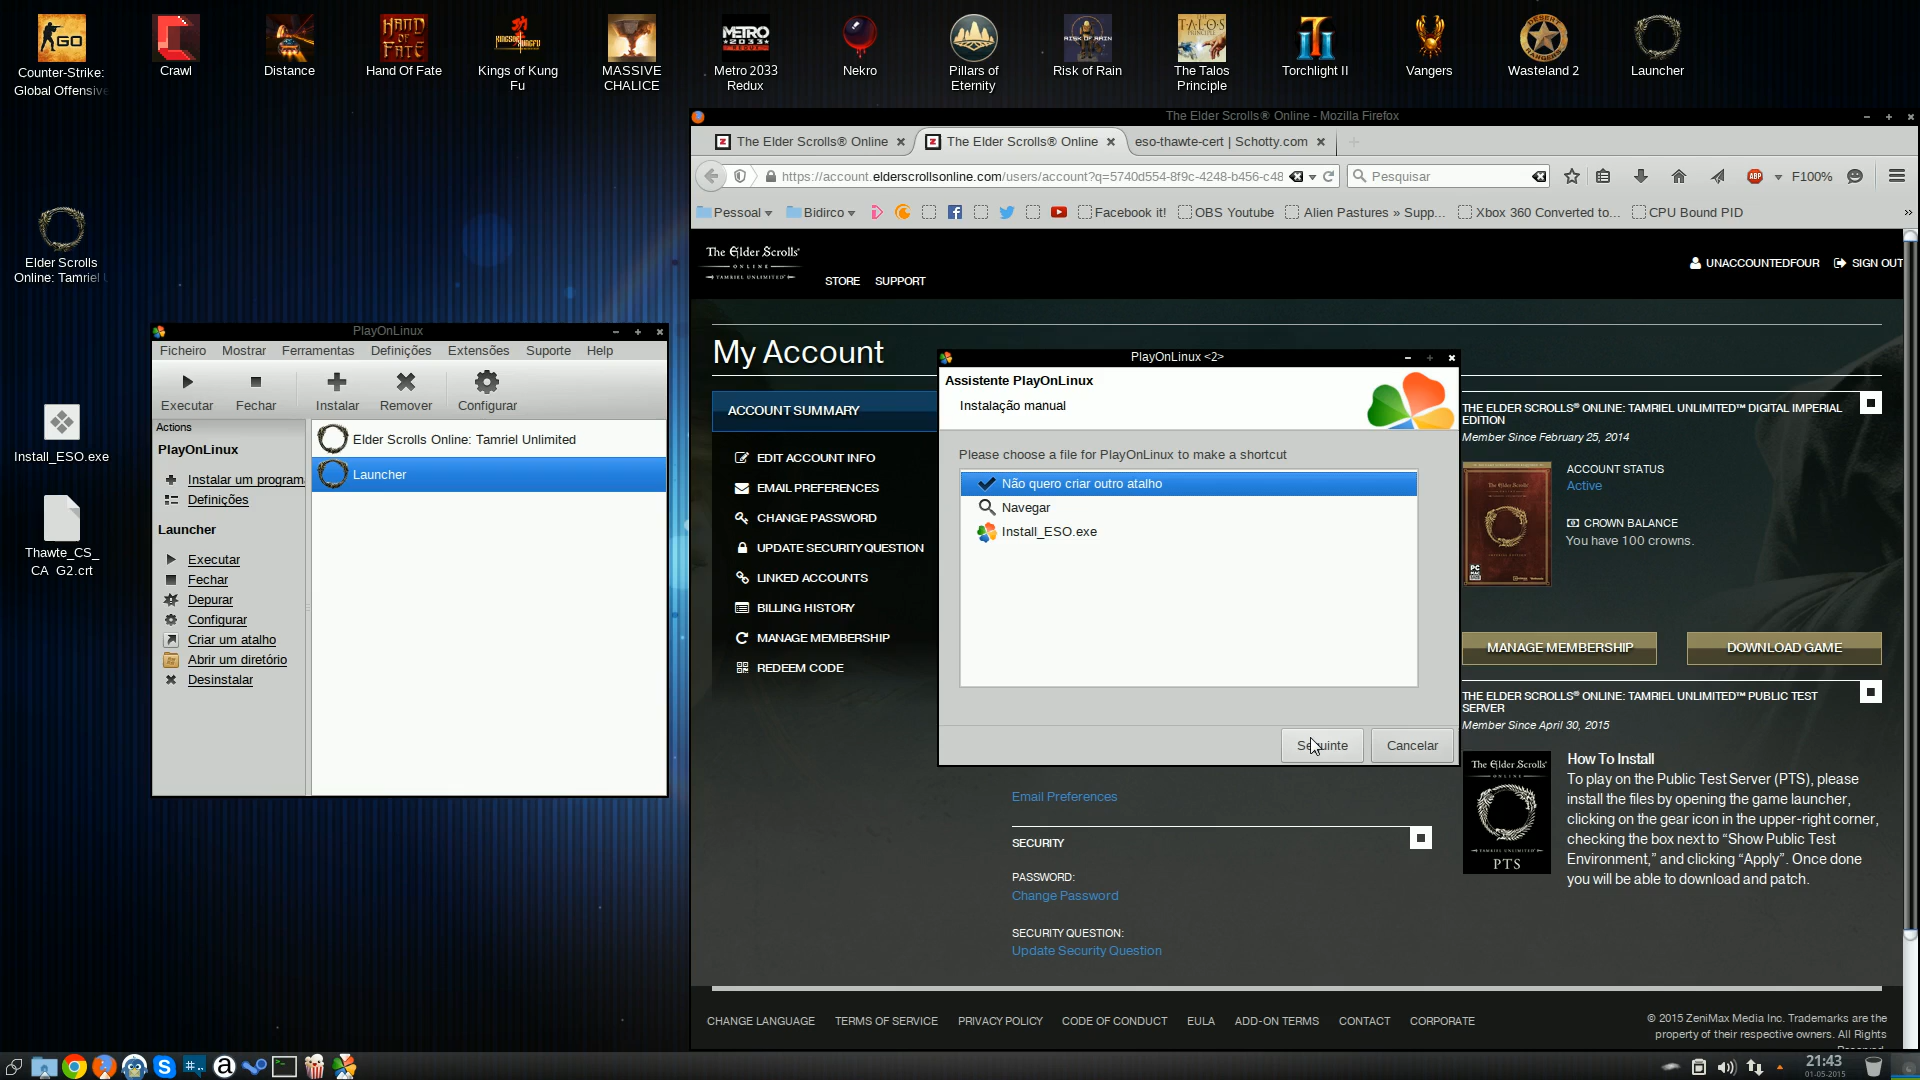 Counter-Strike:
Global Offensive
Crawl
Distance
Hand Of Fate
Kings of Kung
Fu
MASSIVE
CHALICE
Metro 2033
Redux
Nekro
Pillars of
Eternity
Risk of Rain
The Talos
Principle
Torchlight II
Vangers
Wasteland 2
Launcher
Elder Scrolls
Online: Tamriel
Install_ESO.exe
Thawte_CS_
CA_G2.crt
PlayOnLinux
Ficheiro Mostrar Ferramentas Definições Extensões Suporte Help
Executar Fechar Instalar Remover Configurar
Actions
PlayOnLinux
Instalar um program
Definições
Launcher
Executar
Fechar
Depurar
Configurar
Criar um atalho
Abrir um diretório
Desinstalar
Elder Scrolls Online: Tamriel Unlimited
Launcher
The Elder Scrolls® Online - Mozilla Firefox
The Elder Scrolls® Online
The Elder Scrolls® Online
eso-thawte-cert | Schotty.com
https://account.elderscrollsonline.com/users/account?q=5740d554-8f9c-4248-b456-c48
Pesquisar
ABP
F100%
Pessoal
Bidirco
Facebook it!
OBS Youtube
Alien Pastures » Supp...
Xbox 360 Converted to...
CPU Bound PID
»
The Elder Scrolls®
ONLINE
TAMRIEL UNLIMITED™
STORE SUPPORT
UNACCOUNTEDFOUR SIGN OUT
My Account
ACCOUNT SUMMARY
EDIT ACCOUNT INFO
EMAIL PREFERENCES
CHANGE PASSWORD
UPDATE SECURITY QUESTION
LINKED ACCOUNTS
BILLING HISTORY
MANAGE MEMBERSHIP
REDEEM CODE
PlayOnLinux <2>
Assistente PlayOnLinux
Instalação manual
Please choose a file for PlayOnLinux to make a shortcut
Não quero criar outro atalho
Navegar
Install_ESO.exe
Cancelar
THE ELDER SCROLLS® ONLINE: TAMRIEL UNLIMITED™ DIGITAL IMPERIAL
EDITION
Member Since February 25, 2014
ACCOUNT STATUS
Active
CROWN BALANCE
You have 100 crowns.
MANAGE MEMBERSHIP
DOWNLOAD GAME
THE ELDER SCROLLS® ONLINE: TAMRIEL UNLIMITED™ PUBLIC TEST
SERVER
Member Since April 30, 2015
The Elder Scrolls®
ONLINE
TAMRIEL UNLIMITED
PTS
How To Install
To play on the Public Test Server (PTS), please
install the files by opening the game launcher,
clicking on the gear icon in the upper-right corner,
checking the box next to “Show Public Test
Environment,” and clicking “Apply”. Once done
you will be able to download and patch.
Email Preferences
SECURITY
PASSWORD:
Change Password
SECURITY QUESTION:
Update Security Question
CHANGE LANGUAGE TERMS OF SERVICE PRIVACY POLICY CODE OF CONDUCT EULA ADD-ON TERMS CONTACT CORPORATE
© 2015 ZeniMax Media Inc. Trademarks are the
property of their respective owners. All Rights
21:43
01-05-2015